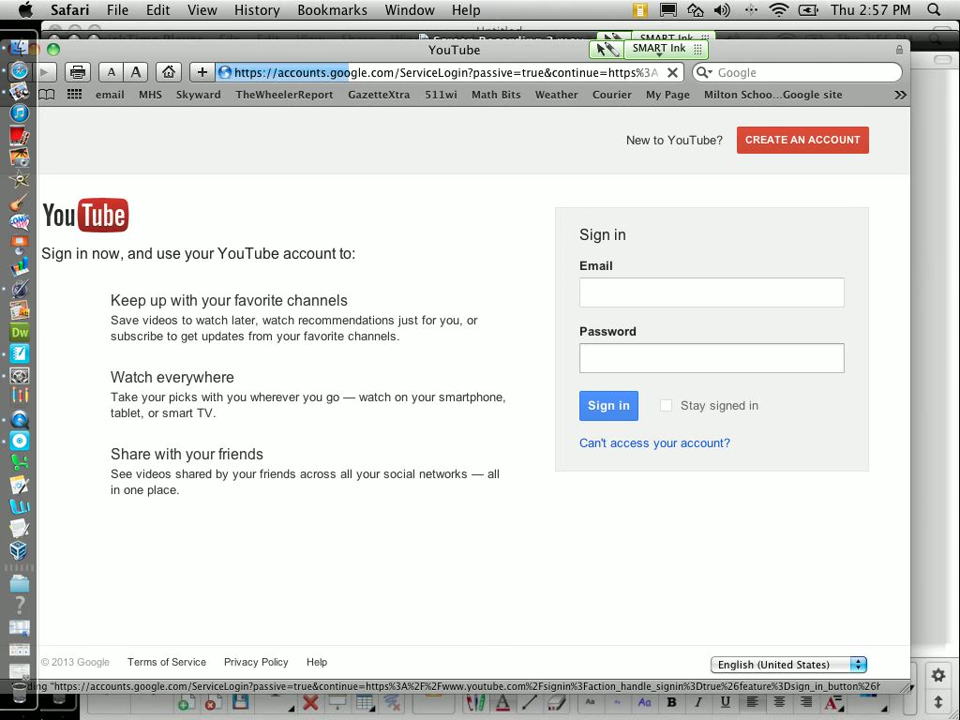 Safari File Edit View History Bookmarks Window Help Thu 2:57 PM
SMART Ink
YouTube
SMART Ink
A A https://accounts.google.com/ServiceLogin?passive=true&continue=https%3A Google
email MHS Skyward TheWheelerReport GazetteXtra 511wi Math Bits Weather Courier My Page Milton Schoo...Google site
New to YouTube? CREATE AN ACCOUNT
YouTube
Sign in now, and use your YouTube account to:
Keep up with your favorite channels
Save videos to watch later, watch recommendations just for you, or
subscribe to get updates from your favorite channels.
Watch everywhere
Take your picks with you wherever you go — watch on your smartphone,
tablet, or smart TV.
Share with your friends
See videos shared by your friends across all your social networks — all
in one place.
Sign in
Email
Password
Sign in Stay signed in
Can't access your account?
Dw
© 2013 Google Terms of Service Privacy Policy Help
English (United States)
"https://accounts.google.com/ServiceLogin?passive=true&continue=https%3A%2F%2Fwww.youtube.com%2Fsignin%3Faction_handle_signin%3Dtrue%26feature%3Dsign_in_button%26h
Aa Aa Aa B I U